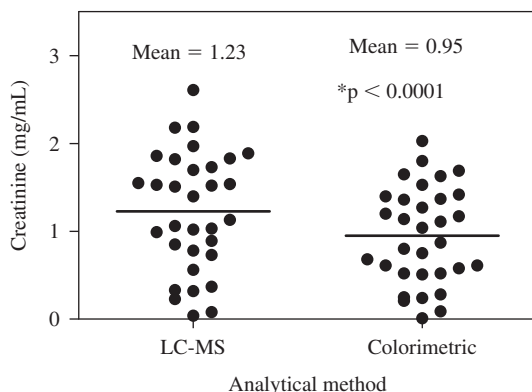 Mean = 1.23
Mean = 0.95
*p < 0.0001
Creatinine (mg/mL)
3
2
1
0
LC-MS
Colorimetric
Analytical method